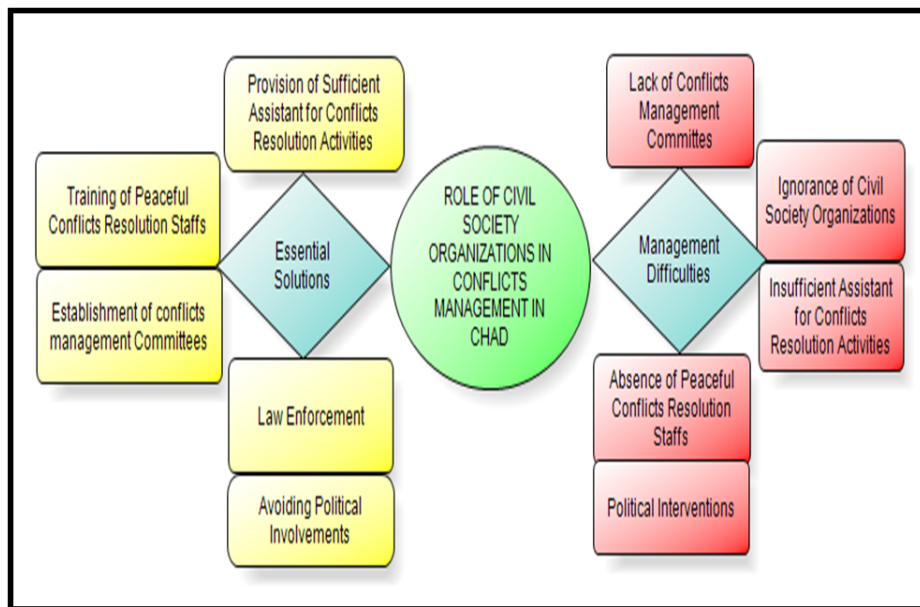 Provision of Sufficient
Assistant for Conflicts
Resolution Activities
Training of Peaceful
Conflicts Resolution Staffs
Essential
Solutions
Establishment of conflicts
management Committees
Law Enforcement
Avoiding Political
Involvements
ROLE OF CIVIL
SOCIETY
ORGANIZATIONS IN
CONFLICTS
MANAGEMENT IN
CHAD
Lack of Conflicts
Management
Committes
Ignorance of Civil
Society Organizations
Management
Difficulties
Insufficient Assistant
for Conflicts
Resolution Activities
Absence of Peaceful
Conflicts Resolution
Staffs
Political Interventions